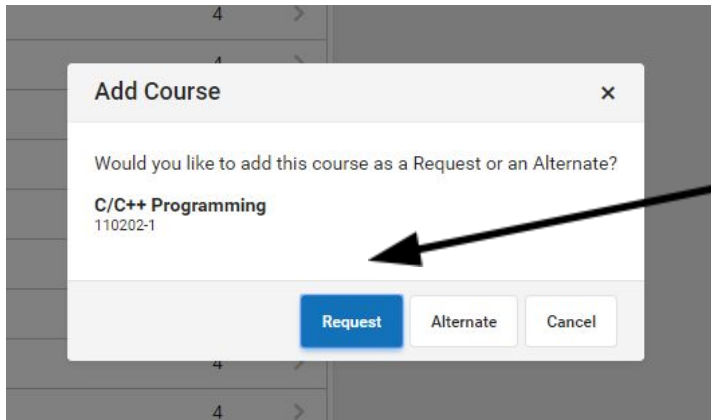 4 >
4 >
Add Course ×
Would you like to add this course as a Request or an Alternate?
C/C++ Programming
110202-1
Request Alternate Cancel
4 >
4 >